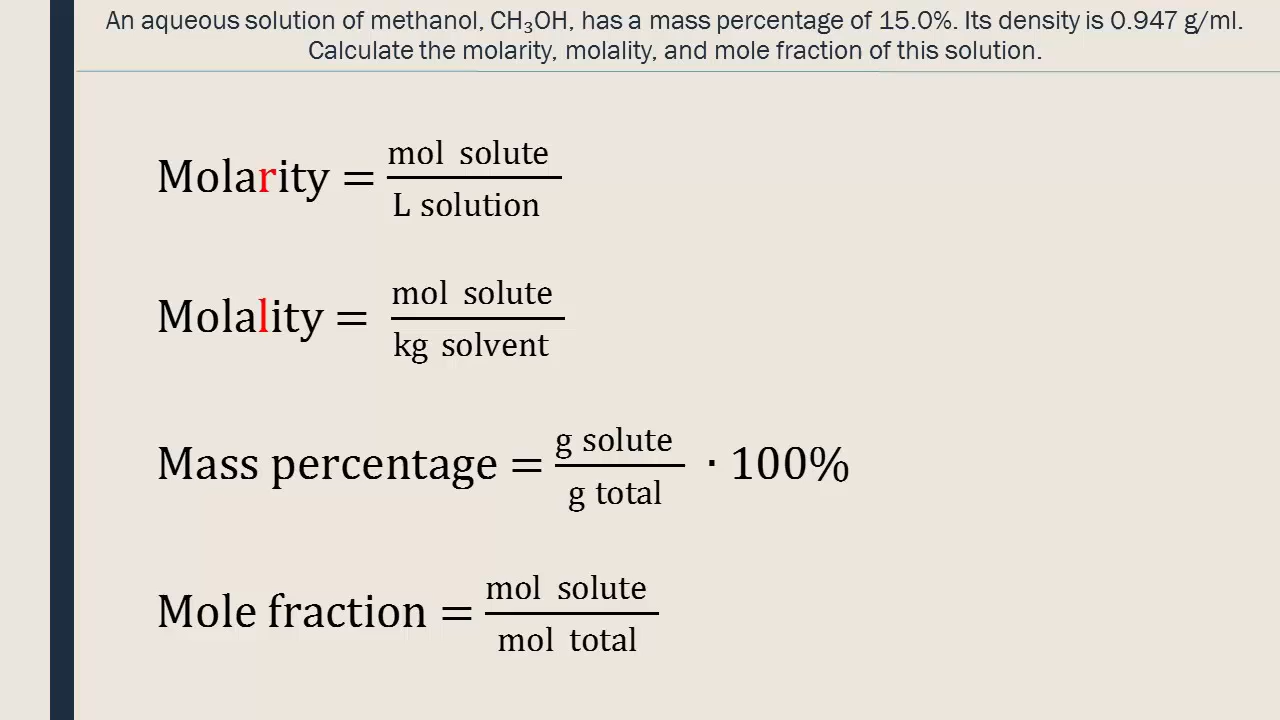 An aqueous solution of methanol, CH₃OH, has a mass percentage of 15.0%. Its density is 0.947 g/ml.
Calculate the molarity, molality, and mole fraction of this solution.
Molarity = mol solute / L solution
Molality = mol solute / kg solvent
Mass percentage = g solute / g total · 100%
Mole fraction = mol solute / mol total